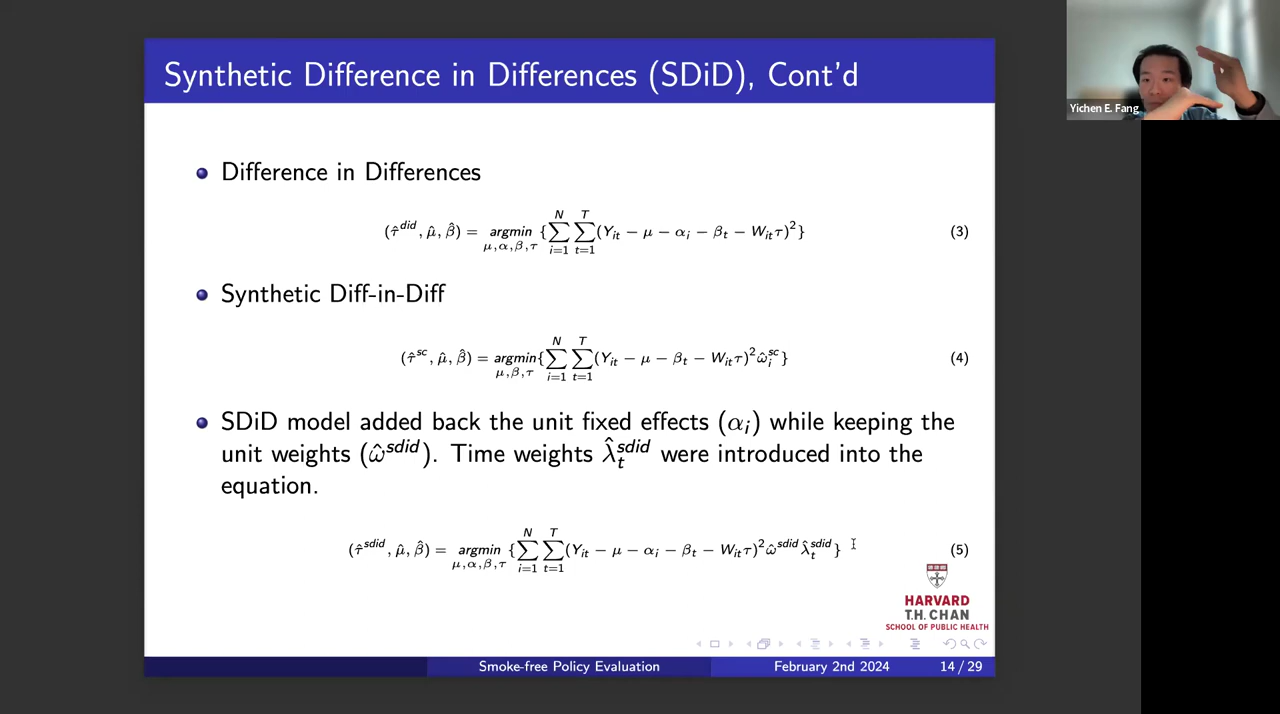 Synthetic Difference in Differences (SDiD), Cont'd
Yichen E. Fang
Difference in Differences
(τ̂^did, μ̂, β̂) = argmin_{μ,α,β,τ} {∑_{i=1}^{N} ∑_{t=1}^{T} (Y_it − μ − α_i − β_t − W_it τ)²} (3)
Synthetic Diff-in-Diff
(τ̂^sc, μ̂, β̂) = argmin_{μ,β,τ} {∑_{i=1}^{N} ∑_{t=1}^{T} (Y_it − μ − β_t − W_it τ)² ω̂_i^sc} (4)
SDiD model added back the unit fixed effects (α_i) while keeping the
unit weights (ω̂^sdid). Time weights λ̂_t^sdid were introduced into the
equation.
(τ̂^sdid, μ̂, β̂) = argmin_{μ,α,β,τ} {∑_{i=1}^{N} ∑_{t=1}^{T} (Y_it − μ − α_i − β_t − W_it τ)² ω̂^sdid λ̂_t^sdid} (5)
HARVARD
T.H. CHAN
SCHOOL OF PUBLIC HEALTH
Smoke-free Policy Evaluation February 2nd 2024 14 / 29